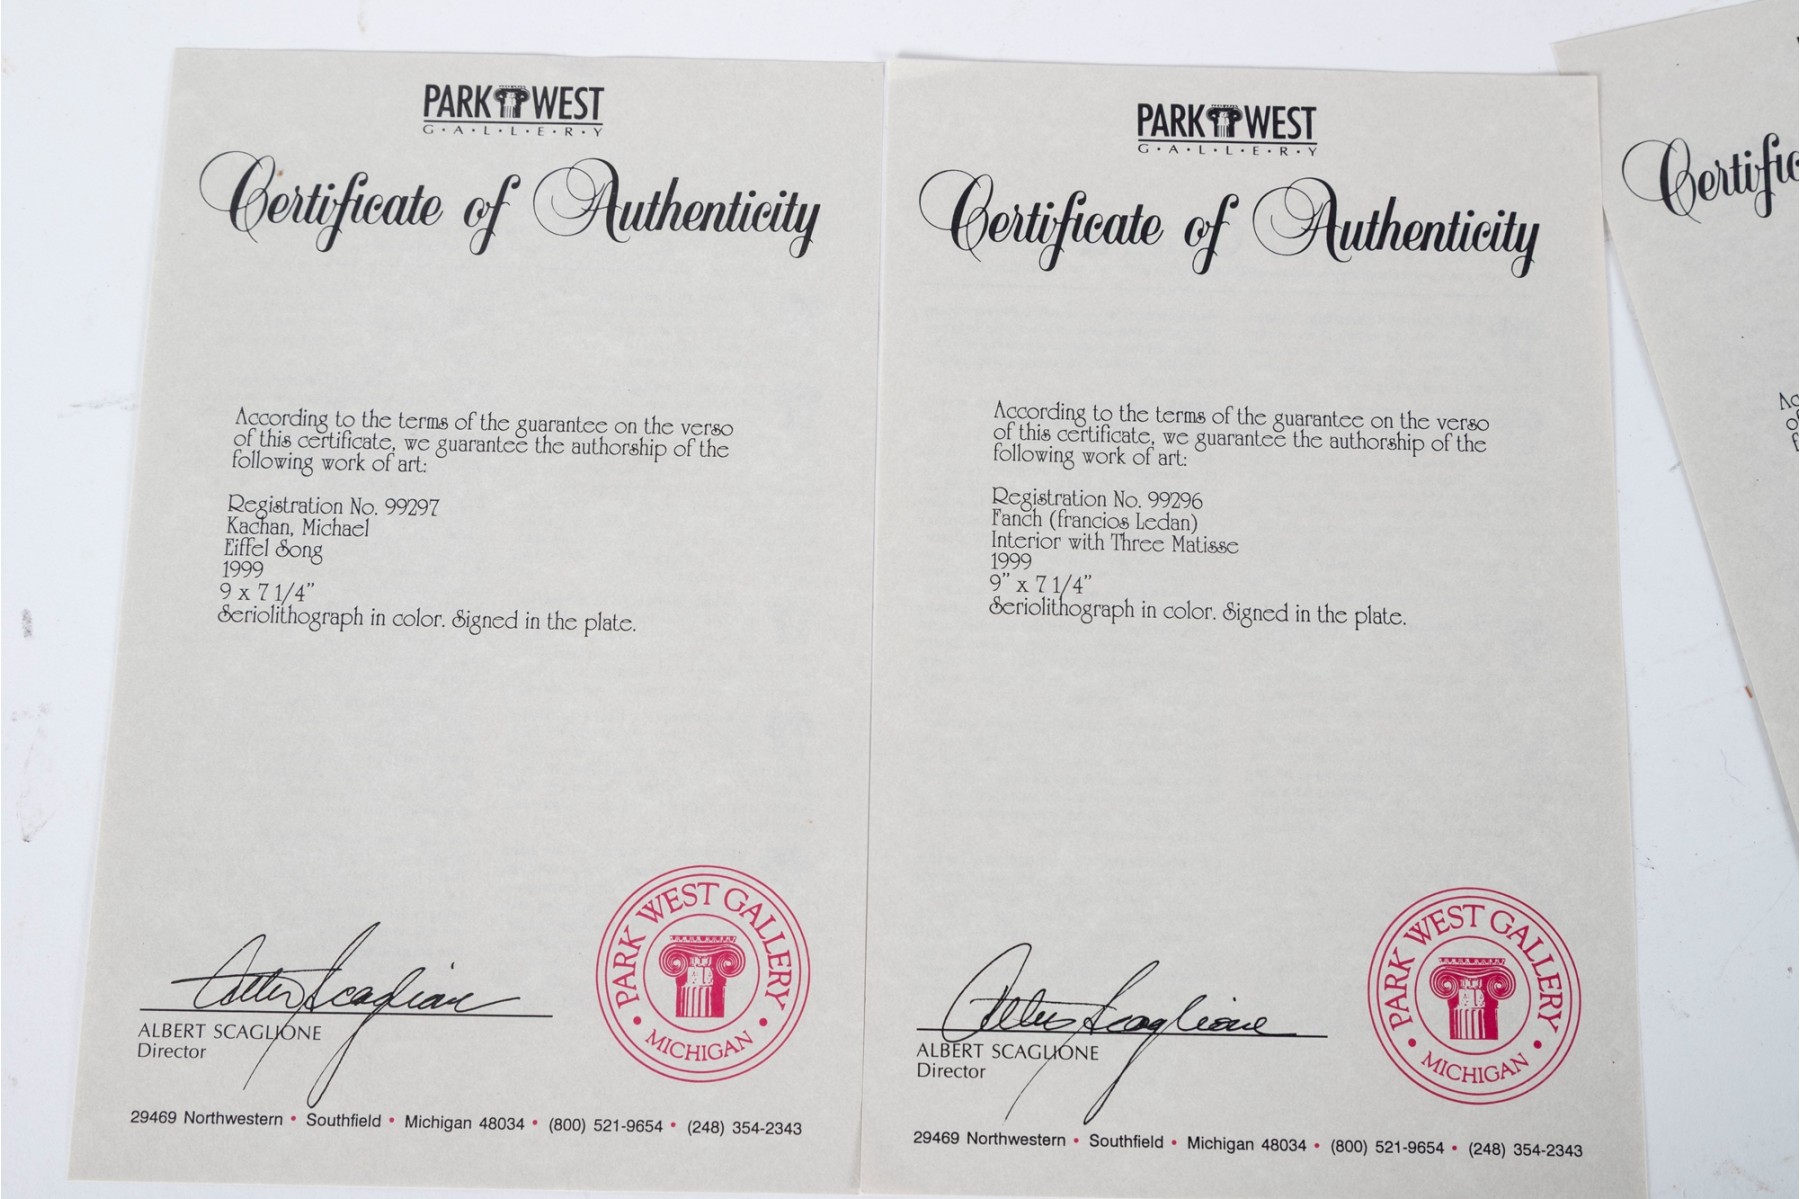 PARK WEST
G·A·L·L·E·R·Y
Certificate of Authenticity
According to the terms of the guarantee on the verso
of this certificate, we guarantee the authorship of the
following work of art:
Registration No. 99297
Kachan, Michael
Eiffel Song
1999
9 x 7 1/4"
Seriolithograph in color. Signed in the plate.
Albert Scaglione
ALBERT SCAGLIONE
Director
PARK WEST GALLERY
• MICHIGAN •
29469 Northwestern • Southfield • Michigan 48034 • (800) 521-9654 • (248) 354-2343
PARK WEST
G·A·L·L·E·R·Y
Certificate of Authenticity
According to the terms of the guarantee on the verso
of this certificate, we guarantee the authorship of the
following work of art:
Registration No. 99296
Fanch (francios Ledan)
Interior with Three Matisse
1999
9" x 7 1/4"
Seriolithograph in color. Signed in the plate.
Albert Scaglione
ALBERT SCAGLIONE
Director
PARK WEST GALLERY
• MICHIGAN •
29469 Northwestern • Southfield • Michigan 48034 • (800) 521-9654 • (248) 354-2343
Certific